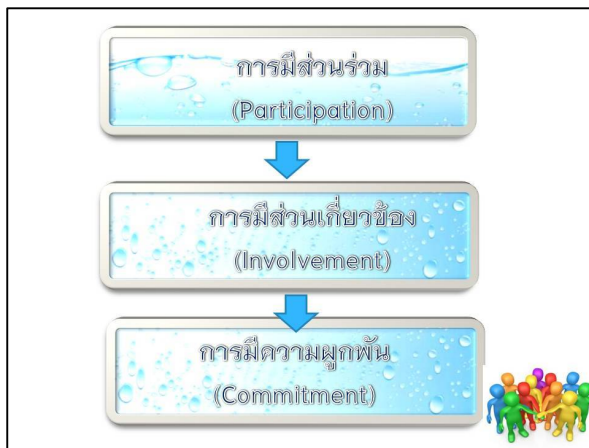 การมีส่วนร่วม
(Participation)
การมีส่วนเกี่ยวข้อง
(Involvement)
การมีความผูกพัน
(Commitment)